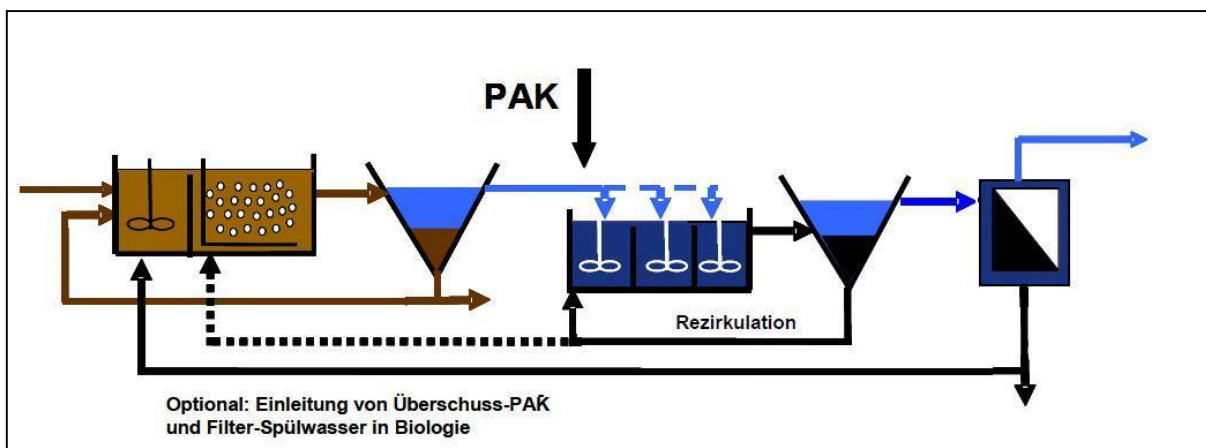 PAK
Rezirkulation
Optional: Einleitung von Überschuss-PAK
und Filter-Spülwasser in Biologie